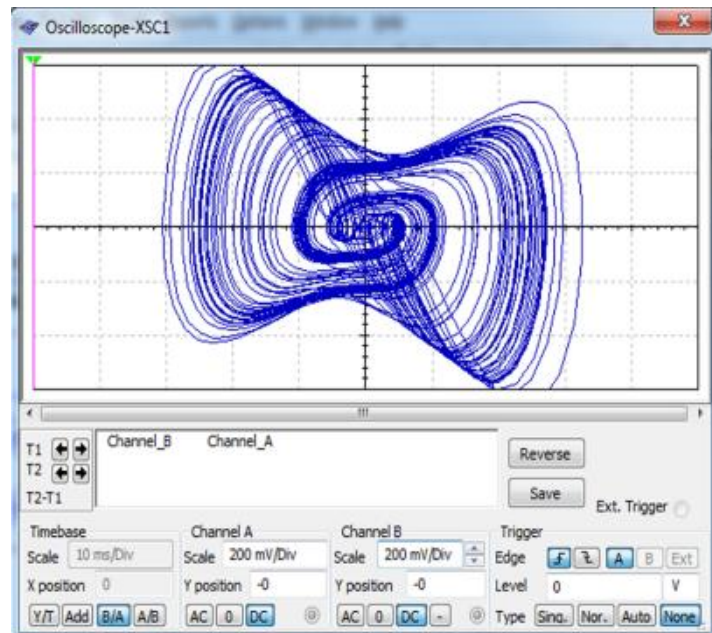 Oscilloscope-XSC1
T1
T2
T2-T1
Channel_B Channel_A
Reverse
Save
Ext. Trigger
Timebase
Scale 10 ms/Div
X position 0
Y/T Add B/A A/B
Channel A
Scale 200 mV/Div
Y position -0
AC 0 DC
Channel B
Scale 200 mV/Div
Y position -0
AC 0 DC -
Trigger
Edge A B Ext
Level 0 V
Type Sing. Nor. Auto None